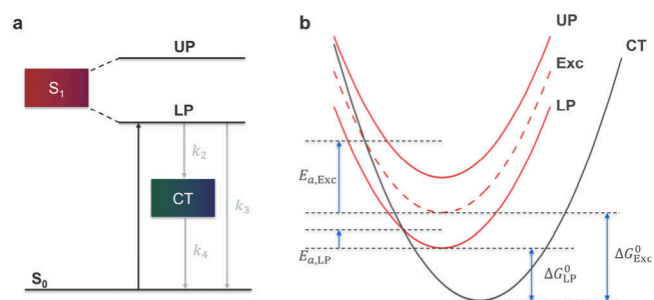 a
UP
S₁
LP
k₂
CT
k₃
k₄
S₀
b
UP
CT
Exc
LP
Eₐ,Exc
Eₐ,LP
ΔG⁰LP
ΔG⁰Exc